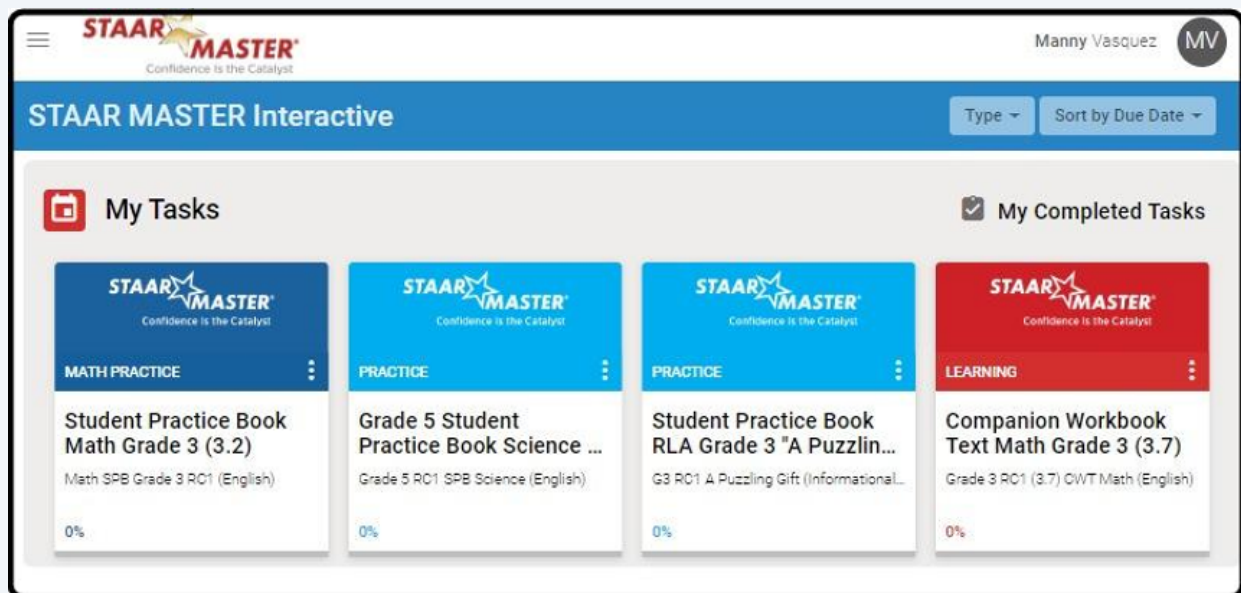 STAAR
MASTER®
Confidence Is the Catalyst
Manny Vasquez
MV
STAAR MASTER Interactive
Type
Sort by Due Date
My Tasks
My Completed Tasks
STAAR
MASTER®
Confidence Is the Catalyst
MATH PRACTICE
Student Practice Book
Math Grade 3 (3.2)
Math SPB Grade 3 RC1 (English)
0%
STAAR
MASTER®
Confidence Is the Catalyst
PRACTICE
Grade 5 Student
Practice Book Science ...
Grade 5 RC1 SPB Science (English)
0%
STAAR
MASTER®
Confidence Is the Catalyst
PRACTICE
Student Practice Book
RLA Grade 3 "A Puzzlin...
G3 RC1 A Puzzling Gift (Informational...
0%
STAAR
MASTER®
Confidence Is the Catalyst
LEARNING
Companion Workbook
Text Math Grade 3 (3.7)
Grade 3 RC1 (3.7) CWT Math (English)
0%